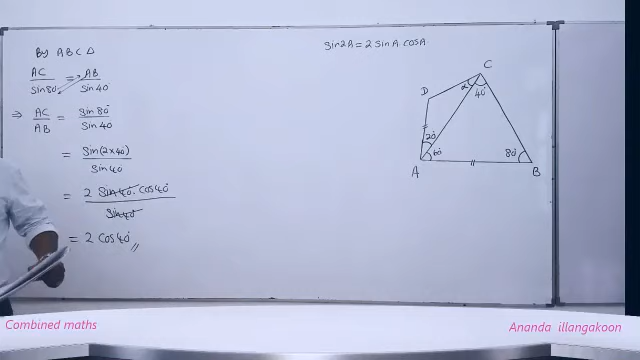 By ABC Δ
AC / sin80° = AB / sin40
⇒ AC / AB = sin80° / sin40
= sin(2×40°) / sin40
= 2 sin40°. cos40° / sin40°
= 2 cos40° //
sin2A = 2 sinA cosA
C
D
α
40°
20°
60°
80°
A
B
Combined maths
Ananda illangakoon